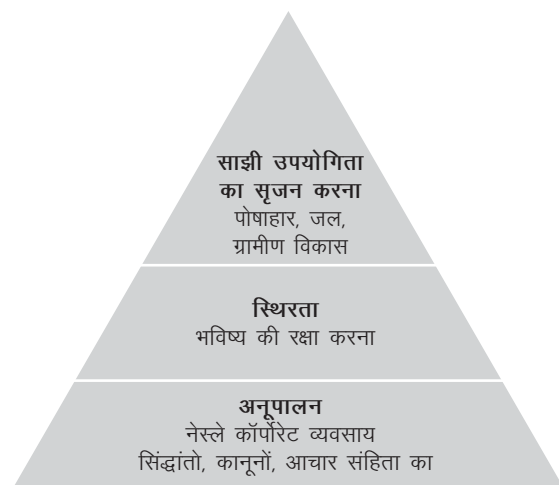 साझी उपयोगिता
का सृजन करना
पोषाहार, जल,
ग्रामीण विकास
स्थिरता
भविष्य की रक्षा करना
अनूपालन
नेस्ले कॉर्पोरेट व्यवसाय
सिंद्धांतो, कानूनों, आचार संहिता का